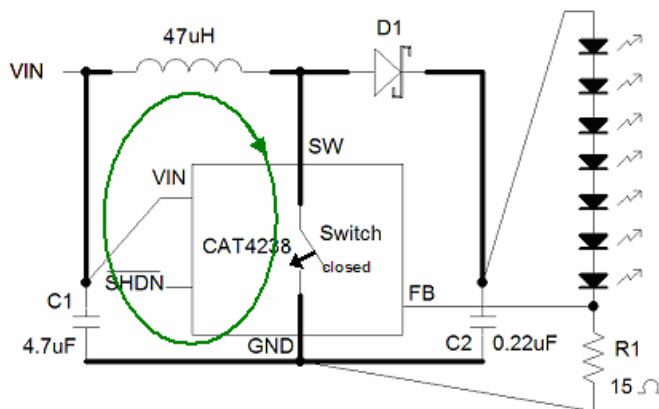 47uH
D1
VIN
SW
VIN
Switch
CAT4238
closed
SHDN
FB
C1
GND
C2
0.22uF
4.7uF
R1
15 Ω